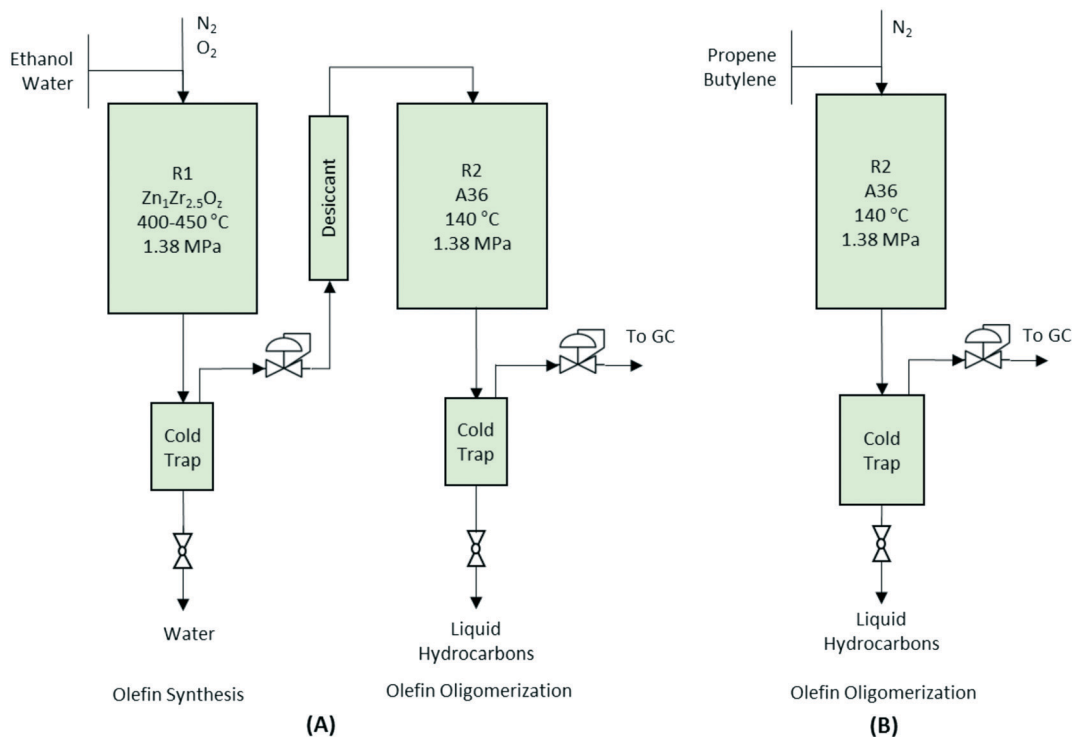 N₂
O₂
Ethanol
Water
R1
Zn₁Zr₂.₅O_z
400-450 °C
1.38 MPa
Desiccant
R2
A36
140 °C
1.38 MPa
To GC
Cold
Trap
Cold
Trap
Water
Liquid
Hydrocarbons
Olefin Synthesis
Olefin Oligomerization
(A)
N₂
Propene
Butylene
R2
A36
140 °C
1.38 MPa
To GC
Cold
Trap
Liquid
Hydrocarbons
Olefin Oligomerization
(B)